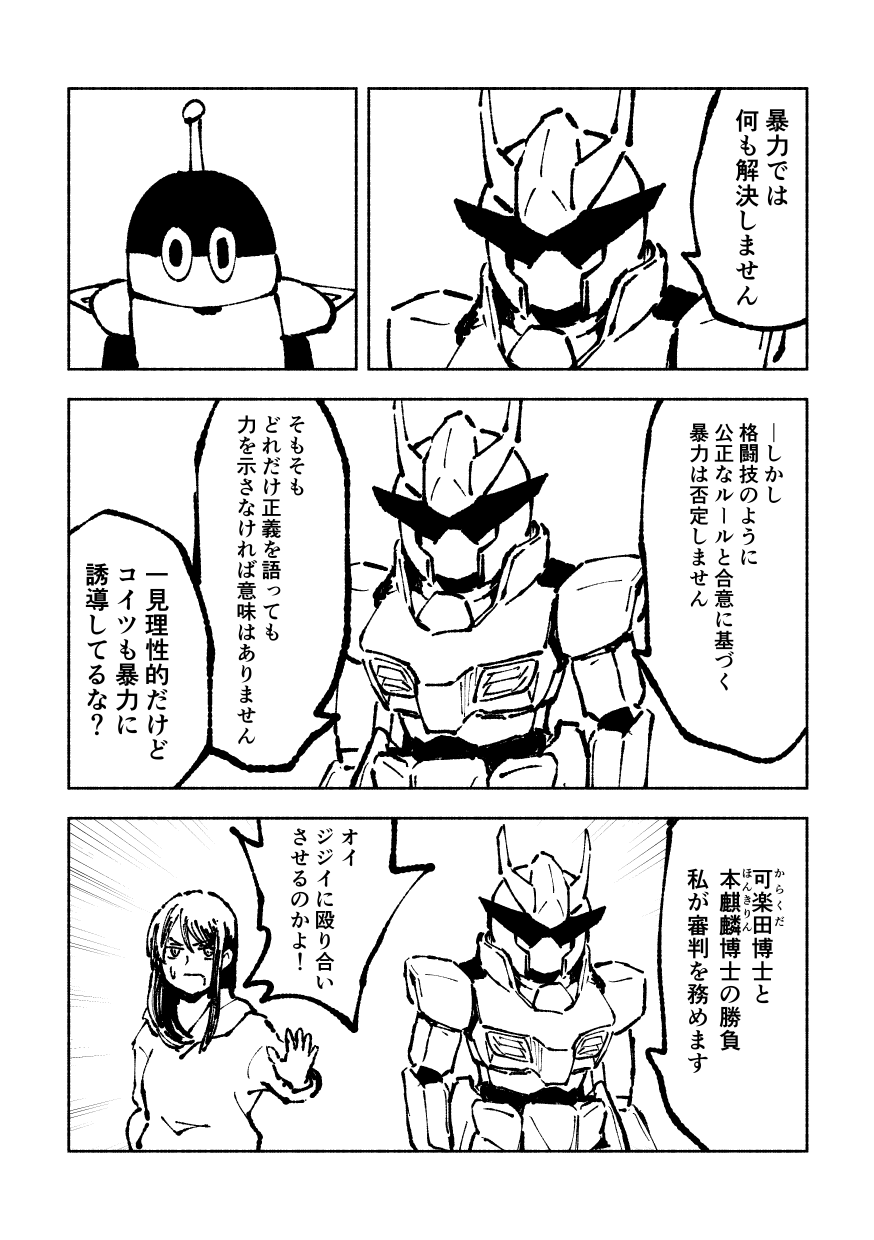 暴力では
何も解決しません
―しかし
格闘技のように
公正なルールと合意に基づく
暴力は否定しません
そもそも
どれだけ正義を語っても
力を示さなければ意味はありません
一見理性的だけど
コイツも暴力に
誘導してるな?
可楽田博士と
からくだ
本麒麟博士の勝負
ほんきりん
私が審判を務めます
オイ
ジジイに殴り合い
させるのかよ!